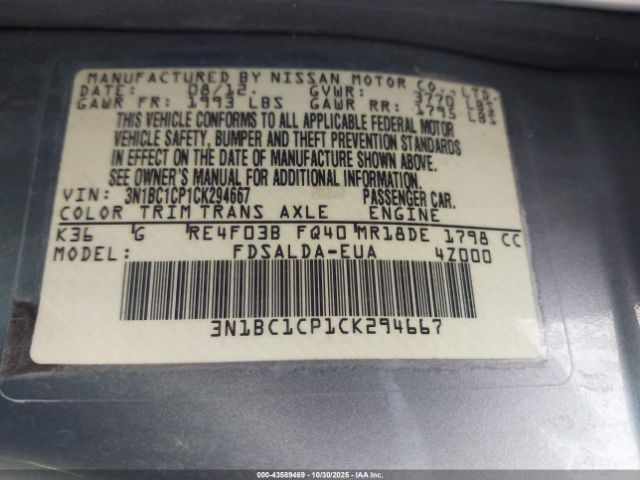 MANUFACTURED BY NISSAN MOTOR CO., LTD.
DATE: 08/12. GVWR: 3770 LBS
GAWR FR: 1993 LBS GAWR RR: 1795 LBS
THIS VEHICLE CONFORMS TO ALL APPLICABLE FEDERAL MOTOR
VEHICLE SAFETY, BUMPER AND THEFT PREVENTION STANDARDS
IN EFFECT ON THE DATE OF MANUFACTURE SHOWN ABOVE.
SEE OWNER'S MANUAL FOR ADDITIONAL INFORMATION.
VIN: 3N1BC1CP1CK294667 PASSENGER CAR.
COLOR TRIM TRANS AXLE ENGINE
K36 G RE4F03B FQ40 MR18DE 1798 CC
MODEL: FDSALDA-EUA 4Z000
3N1BC1CP1CK294667
000-43589469 | 10/30/2025 - IAA, Inc. | Copyright